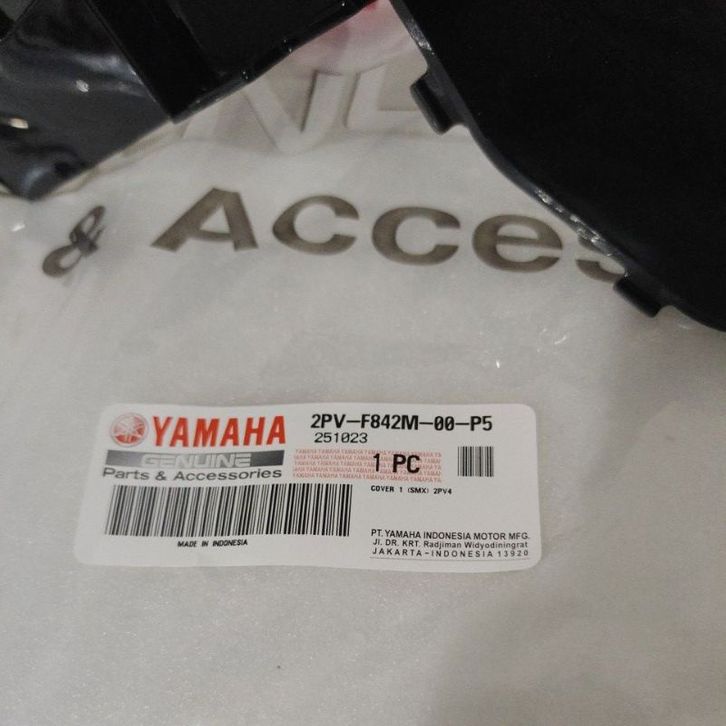 & Acces
YAMAHA
GENUINE
Parts & Accessories
2PV-F842M-00-P5
251023
1 PC
COVER 1 (SMX) 2PV4
MADE IN INDONESIA
PT. YAMAHA INDONESIA MOTOR MFG.
Jl. DR. KRT. Radjiman Widyodiningrat
JAKARTA-INDONESIA 13920